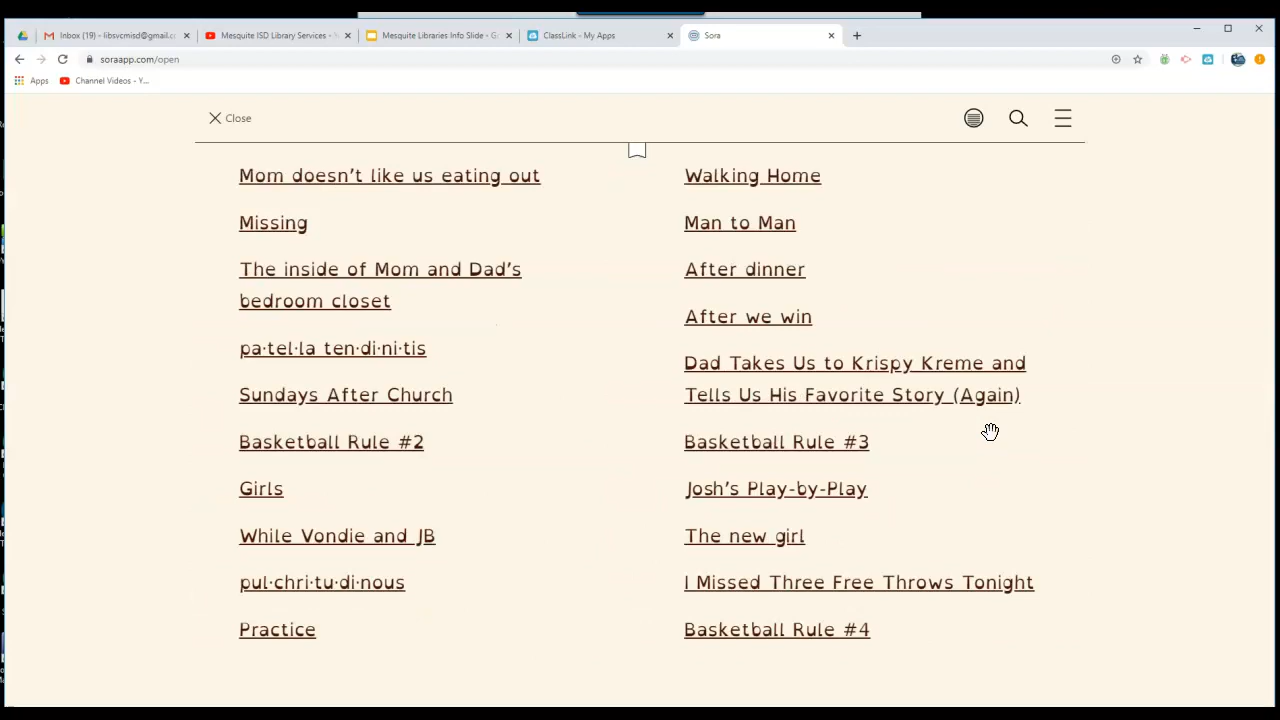 Inbox (19) - libsvcmisd@gmail.c
Mesquite ISD Library Services -
Mesquite Libraries Info Slide - G
ClassLink - My Apps
Sora
soraapp.com/open
Apps
Channel Videos - Y...
Close
Mom doesn’t like us eating out
Missing
The inside of Mom and Dad’s
bedroom closet
pa·tel·la ten·di·ni·tis
Sundays After Church
Basketball Rule #2
Girls
While Vondie and JB
pul·chri·tu·di·nous
Practice
Walking Home
Man to Man
After dinner
After we win
Dad Takes Us to Krispy Kreme and
Tells Us His Favorite Story (Again)
Basketball Rule #3
Josh’s Play-by-Play
The new girl
I Missed Three Free Throws Tonight
Basketball Rule #4